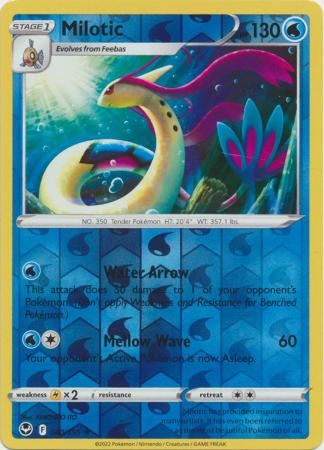 STAGE 1
Milotic
130
Evolves from Feebas
NO. 350 Tender Pokémon HT: 20'4" WT: 357.1 lbs.
Water Arrow
This attack does 30 damage to 1 of your opponent's
Pokémon. (Don't apply Weakness and Resistance for Benched
Pokémon.)
Mellow Wave 60
Your opponent's Active Pokémon is now Asleep.
weakness ×2 resistance retreat
Milotic has provided inspiration
to many artists. It has
even been referred to as
the most beautiful Pokémon of all.
F
©2022 Pokémon / Nintendo / Creatures / GAME FREAK